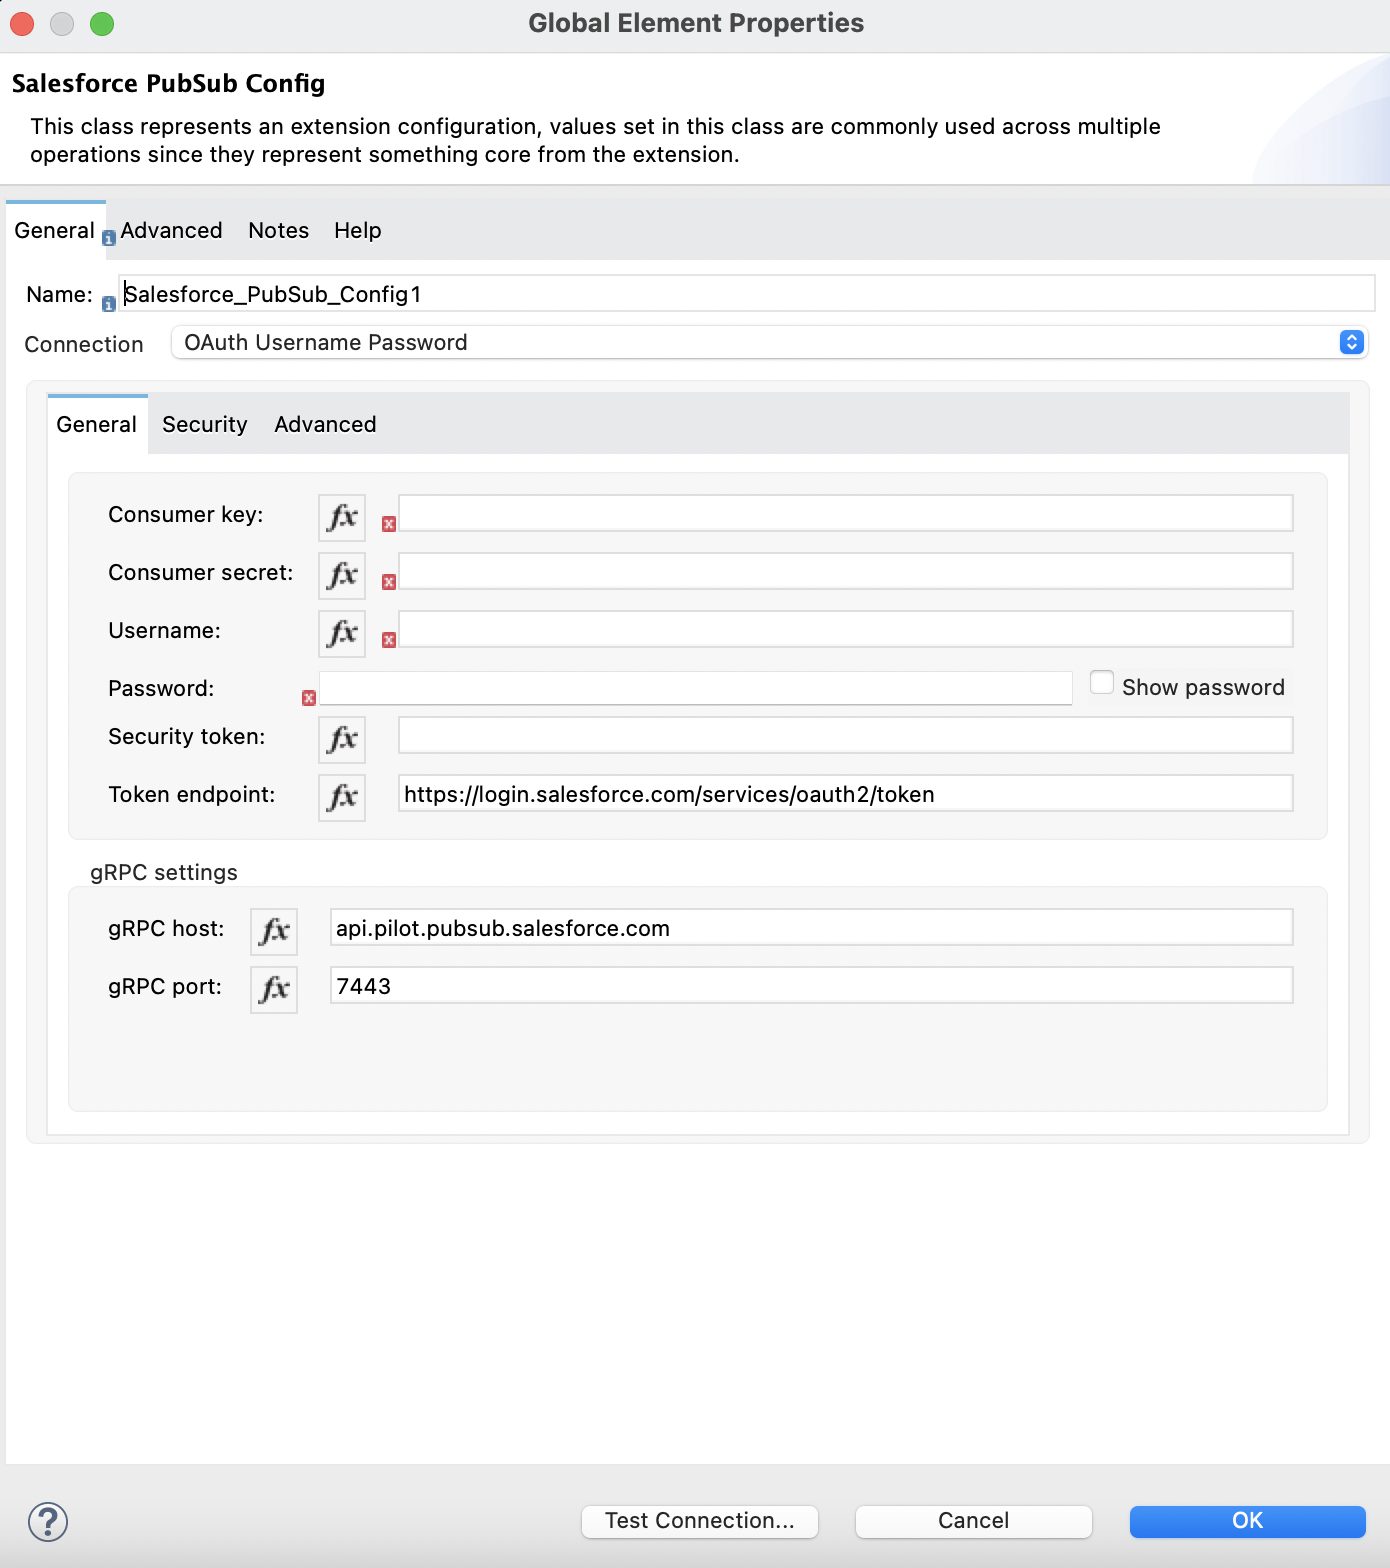 Global Element Properties
Salesforce PubSub Config
This class represents an extension configuration, values set in this class are commonly used across multiple
operations since they represent something core from the extension.
General Advanced Notes Help
Name: Salesforce_PubSub_Config1
Connection OAuth Username Password
General Security Advanced
Consumer key: fx
Consumer secret: fx
Username: fx
Password: Show password
Security token: fx
Token endpoint: fx https://login.salesforce.com/services/oauth2/token
gRPC settings
gRPC host: fx api.pilot.pubsub.salesforce.com
gRPC port: fx 7443
? Test Connection... Cancel OK